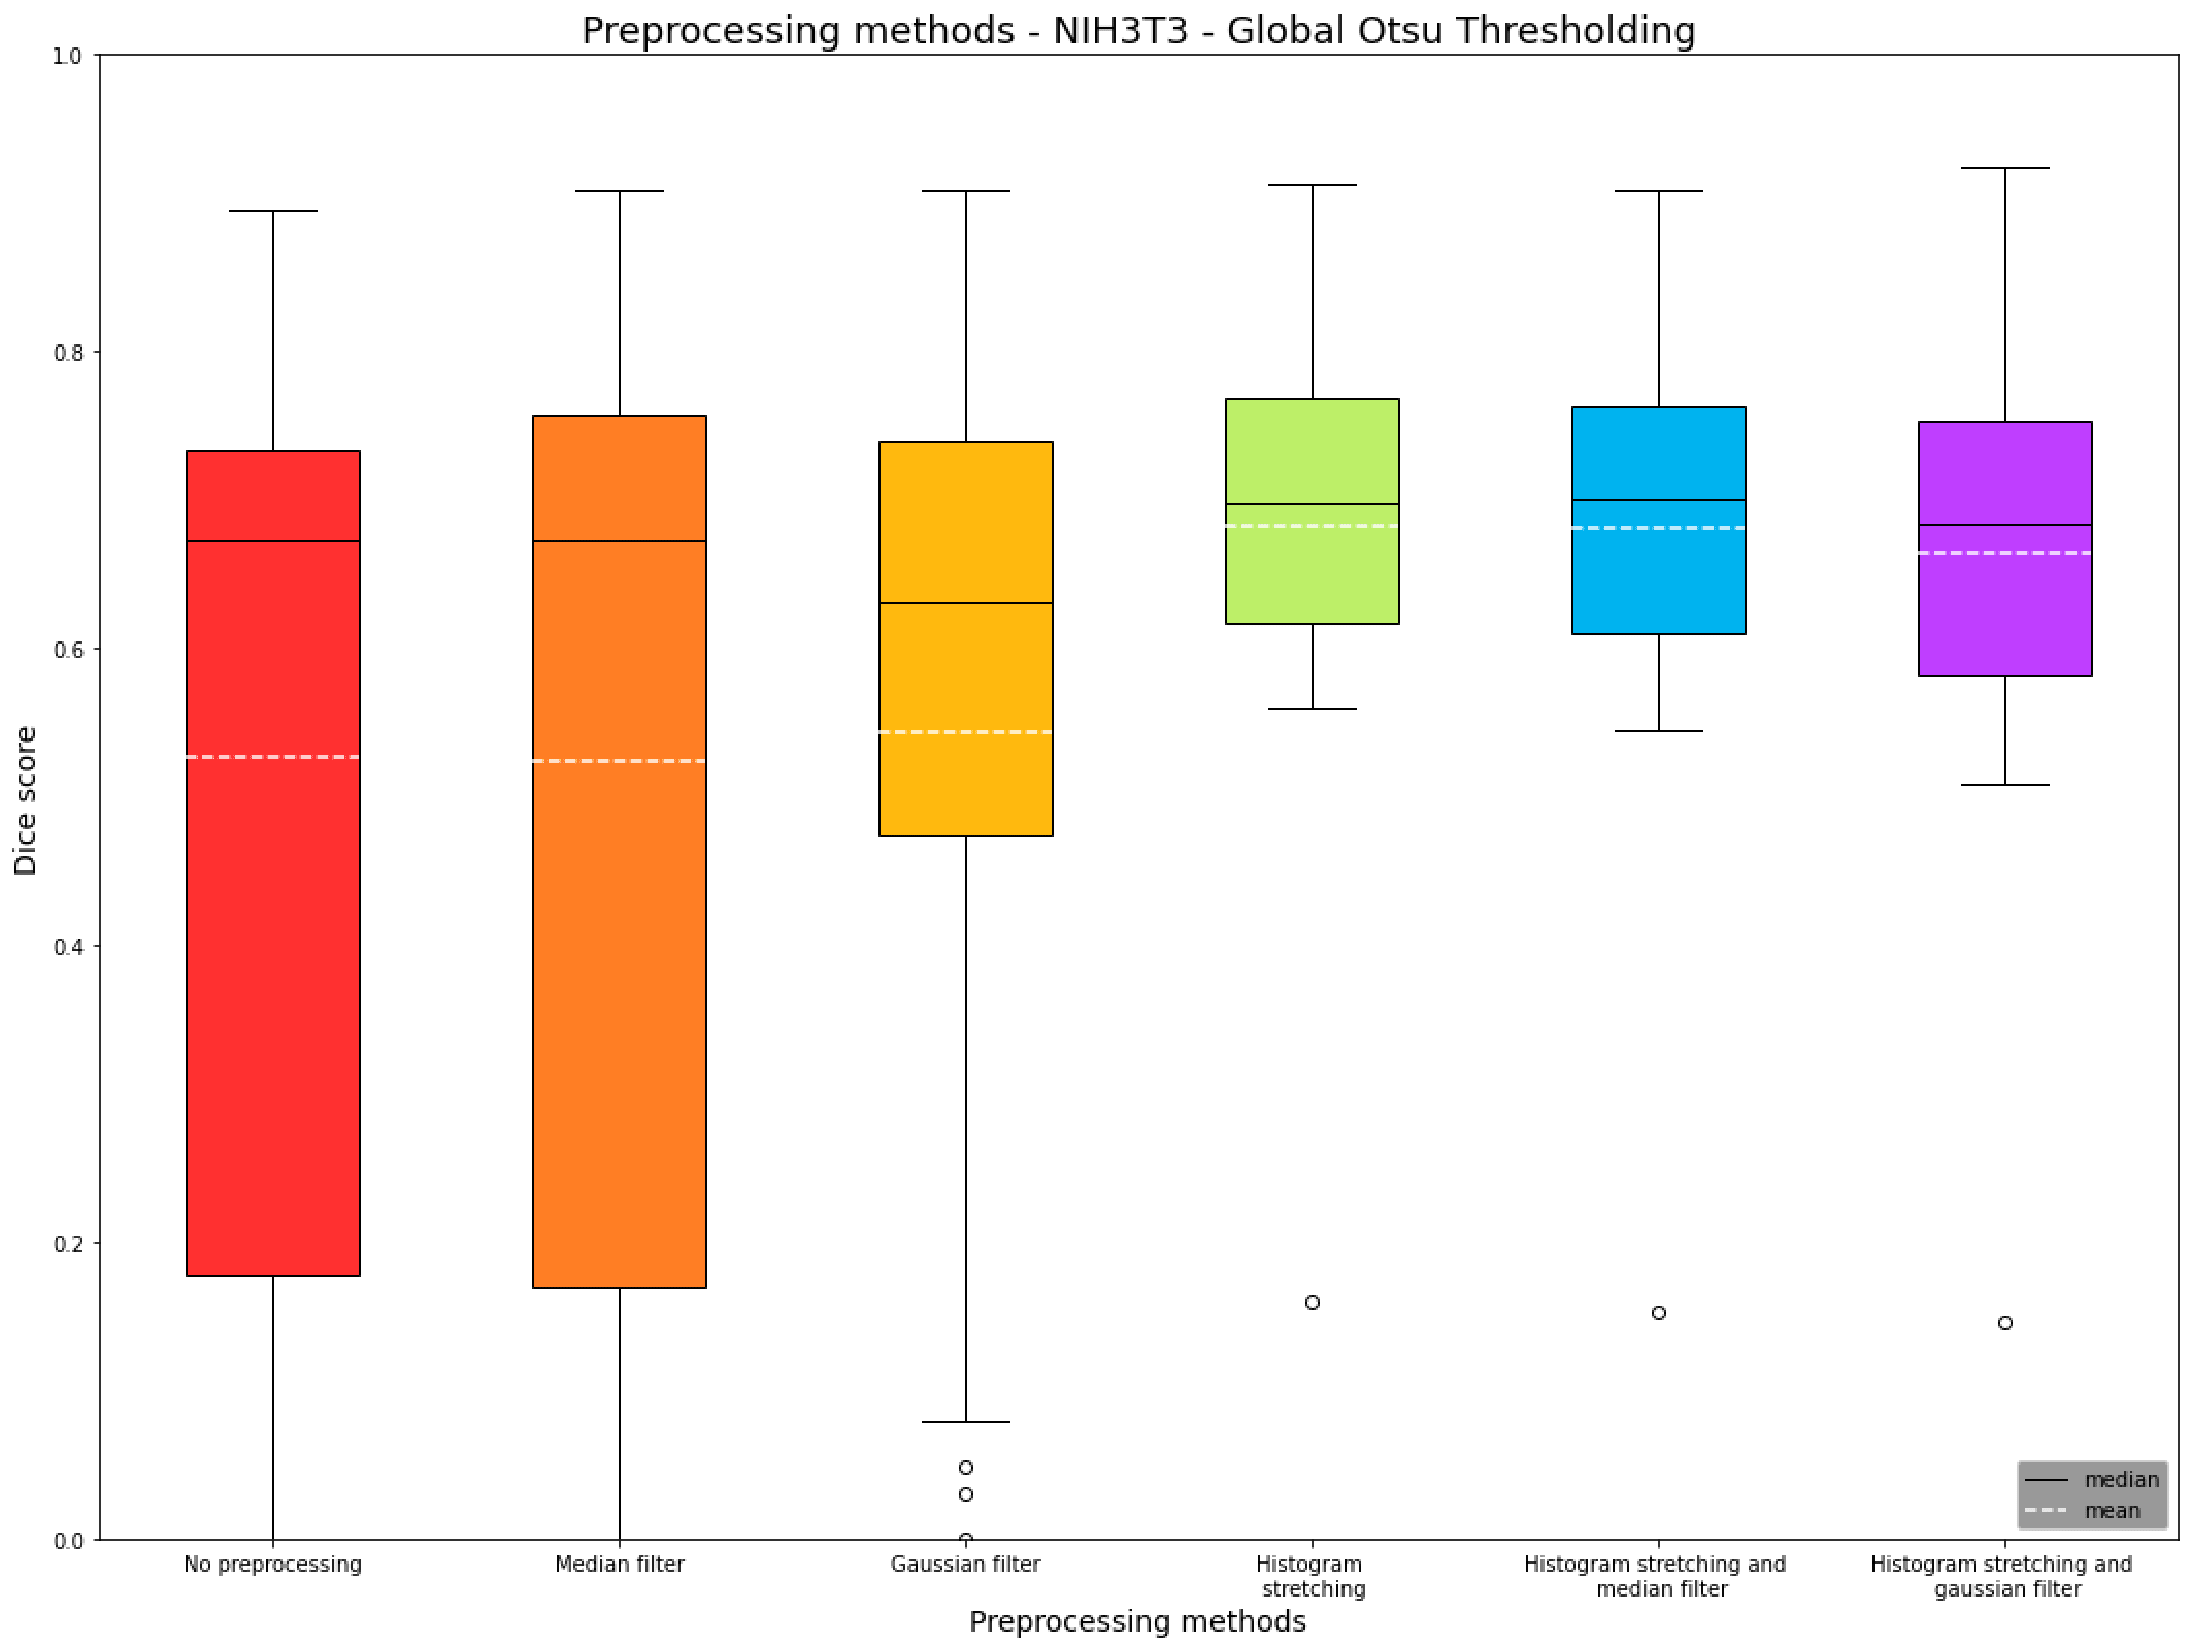 Preprocessing methods - NIH3T3 - Global Otsu Thresholding
1.0
0.8
0.6
0.4
0.2
0.0
Dice score
No preprocessing
Median filter
Gaussian filter
Histogram
stretching
Histogram stretching and
median filter
Histogram stretching and
gaussian filter
Preprocessing methods
median
mean